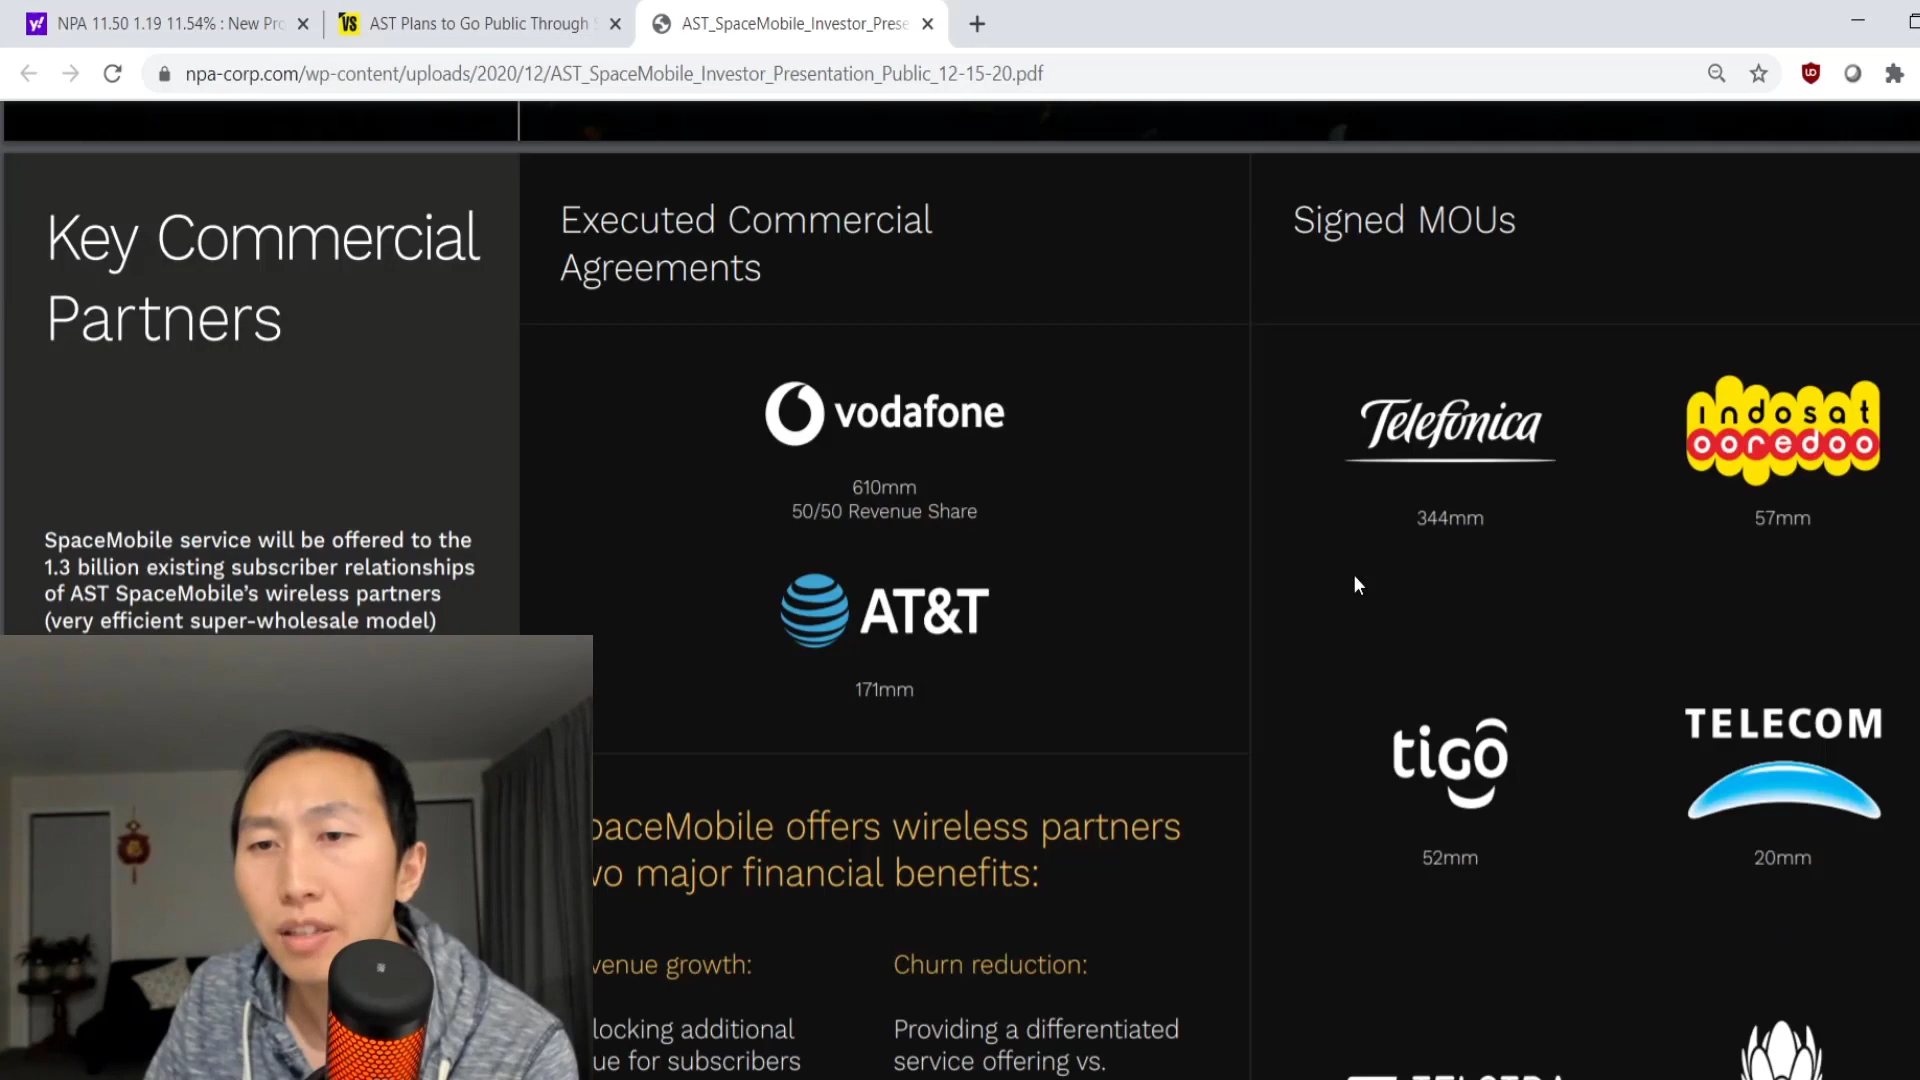 NPA 11.50 1.19 11.54% : New Pro
AST Plans to Go Public Through
AST_SpaceMobile_Investor_Prese
npa-corp.com/wp-content/uploads/2020/12/AST_SpaceMobile_Investor_Presentation_Public_12-15-20.pdf
Key Commercial
Partners
SpaceMobile service will be offered to the
1.3 billion existing subscriber relationships
of AST SpaceMobile's wireless partners
(very efficient super-wholesale model)
Executed Commercial
Agreements
vodafone
610mm
50/50 Revenue Share
AT&T
171mm
paceMobile offers wireless partners
wo major financial benefits:
venue growth:
locking additional
ue for subscribers
Churn reduction:
Providing a differentiated
service offering vs.
Signed MOUs
Telefónica
344mm
indosat
ooredoo
57mm
tigo
52mm
TELECOM
20mm